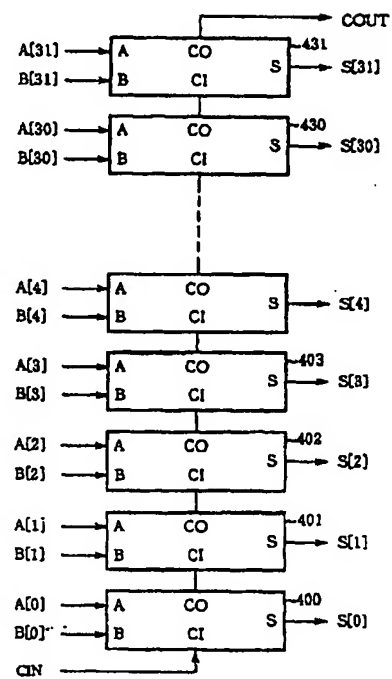 COUT
A[31] A CO 431
B[31] B CI S S[31]
A[30] A CO 430
B[30] B CI S S[30]
A[4] A CO
B[4] B CI S S[4]
A[3] A CO 403
B[3] B CI S S[3]
A[2] A CO 402
B[2] B CI S S[2]
A[1] A CO 401
B[1] B CI S S[1]
A[0] A CO 400
B[0] B CI S S[0]
CIN